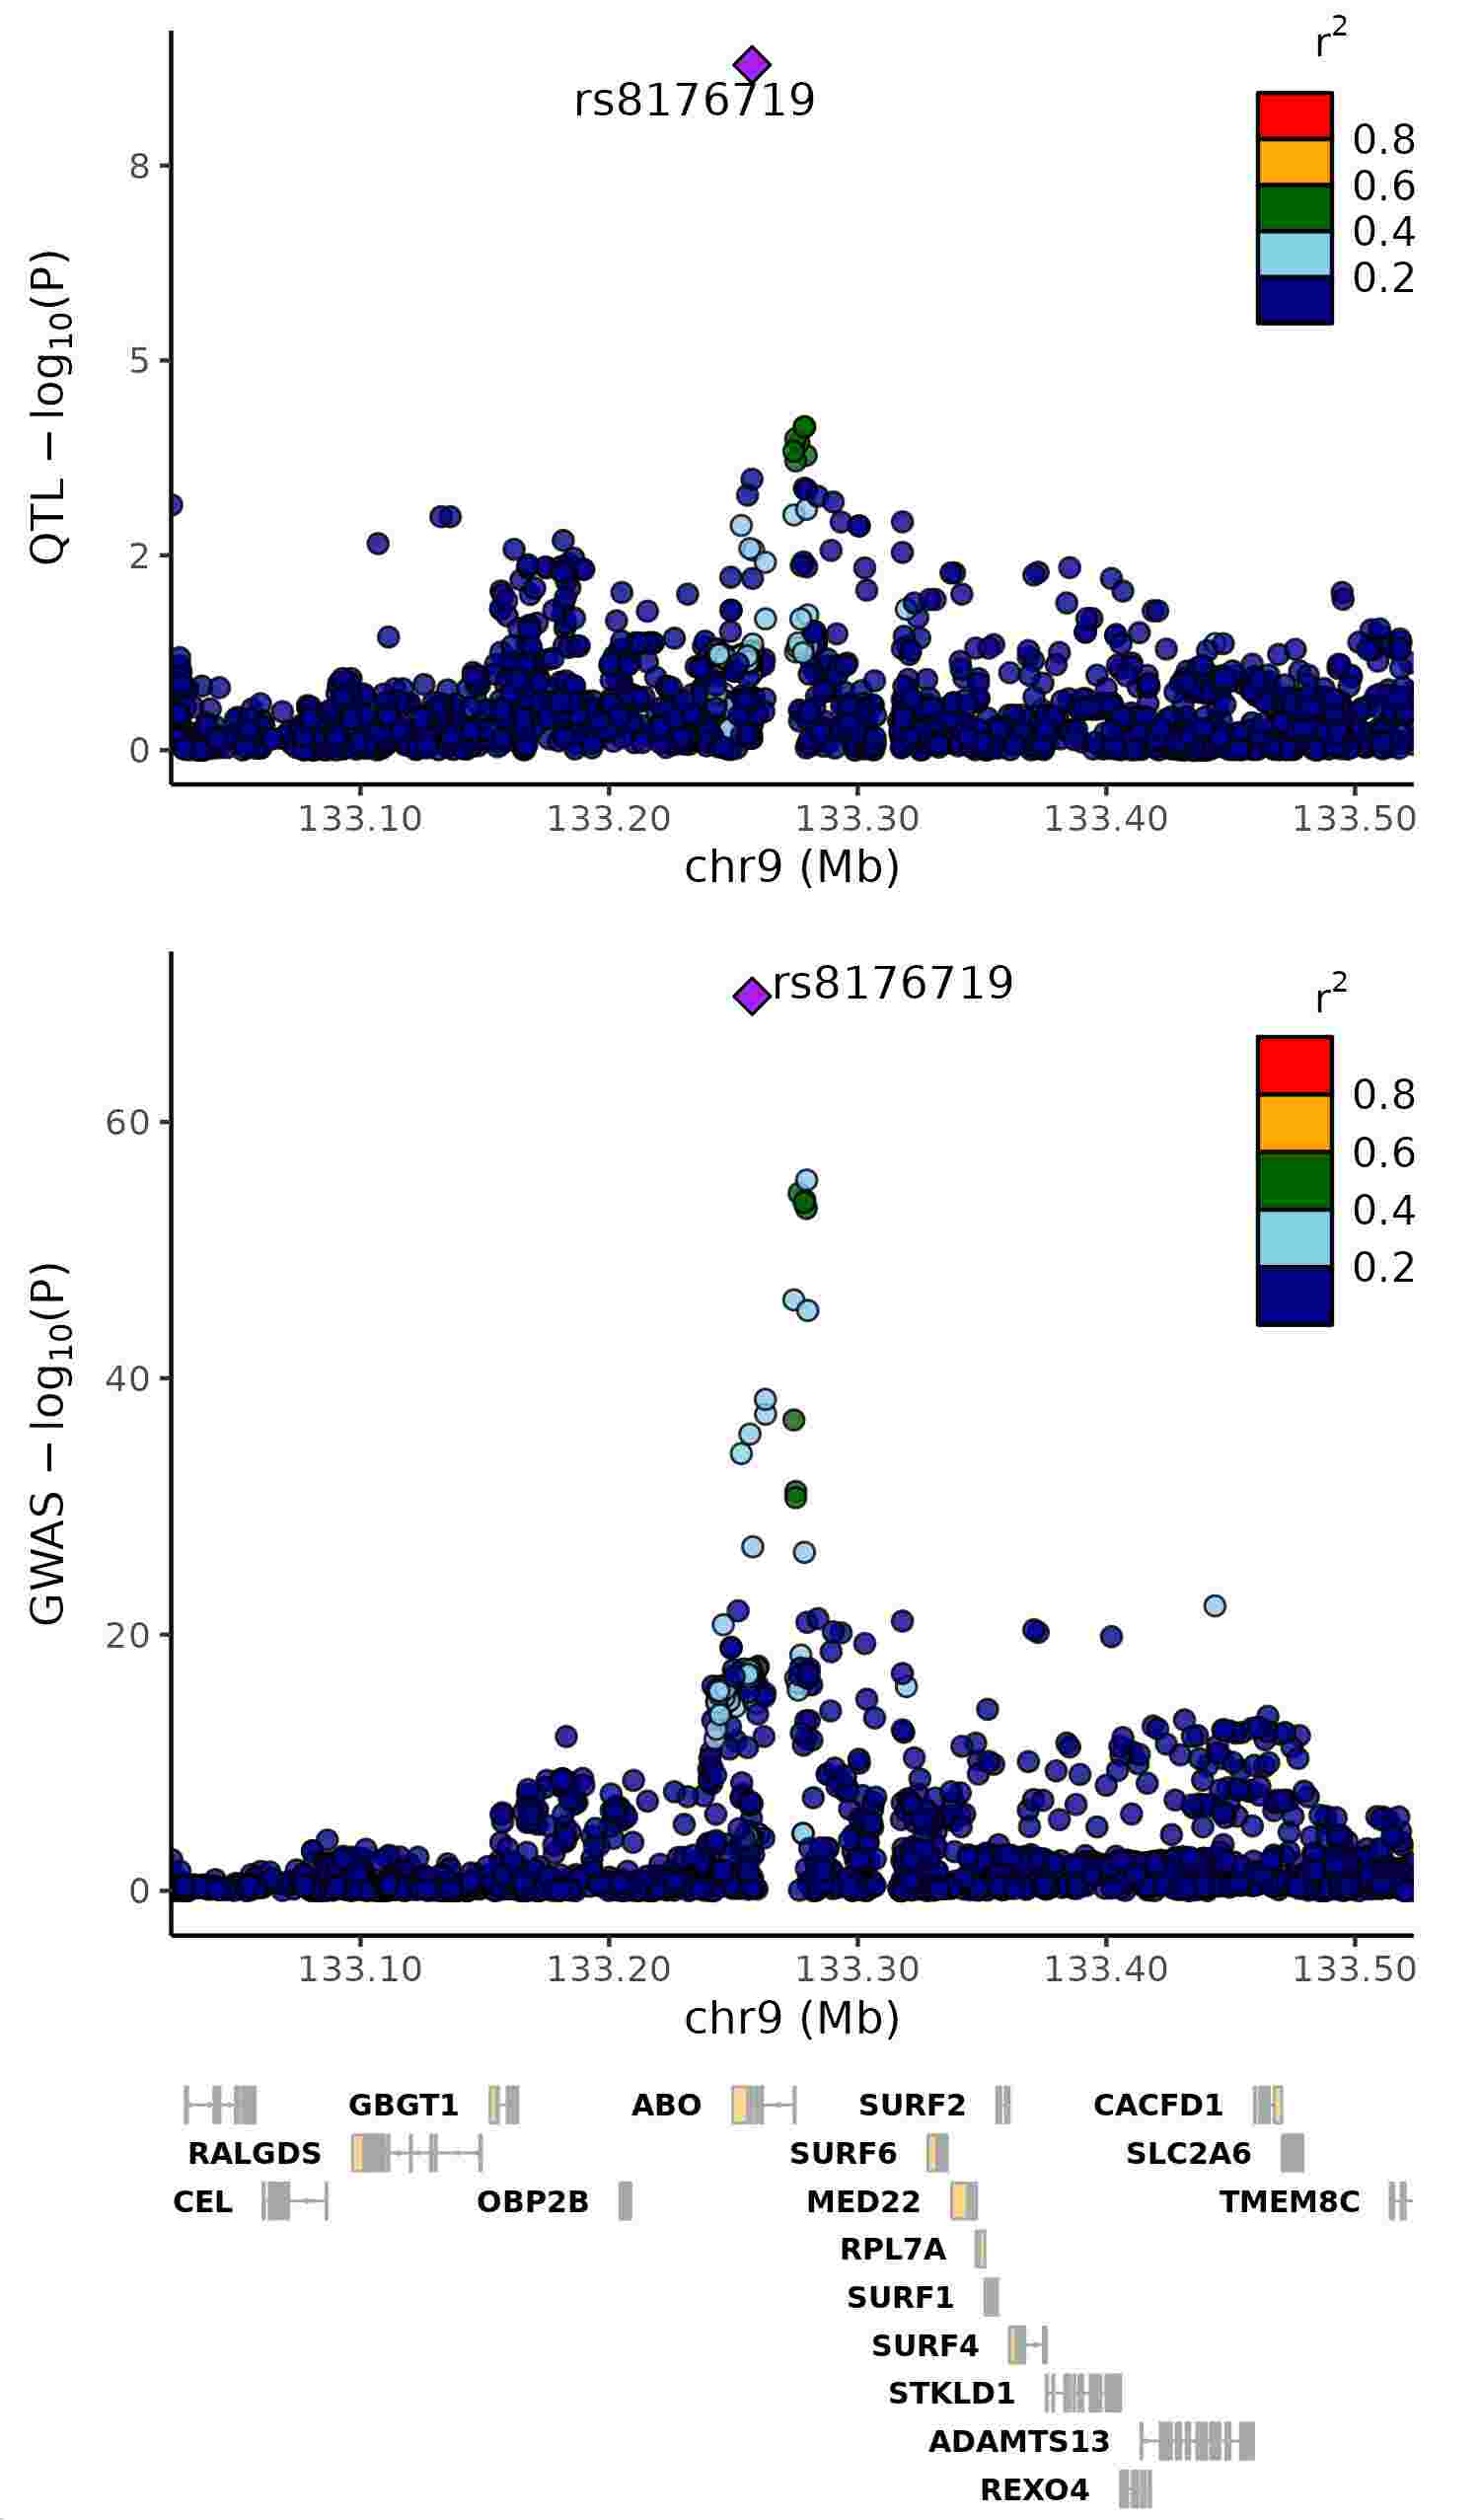 r2
rs8176719
0.8
0.6
0.4
0.2
8
5
2
0
QTL −log10(P)
133.10 133.20 133.30 133.40 133.50
chr9 (Mb)
rs8176719
r2
0.8
0.6
0.4
0.2
60
40
20
0
GWAS −log10(P)
133.10 133.20 133.30 133.40 133.50
chr9 (Mb)
GBGT1 ABO SURF2 CACFD1
RALGDS SURF6 SLC2A6
CEL OBP2B MED22 TMEM8C
RPL7A
SURF1
SURF4
STKLD1
ADAMTS13
REXO4